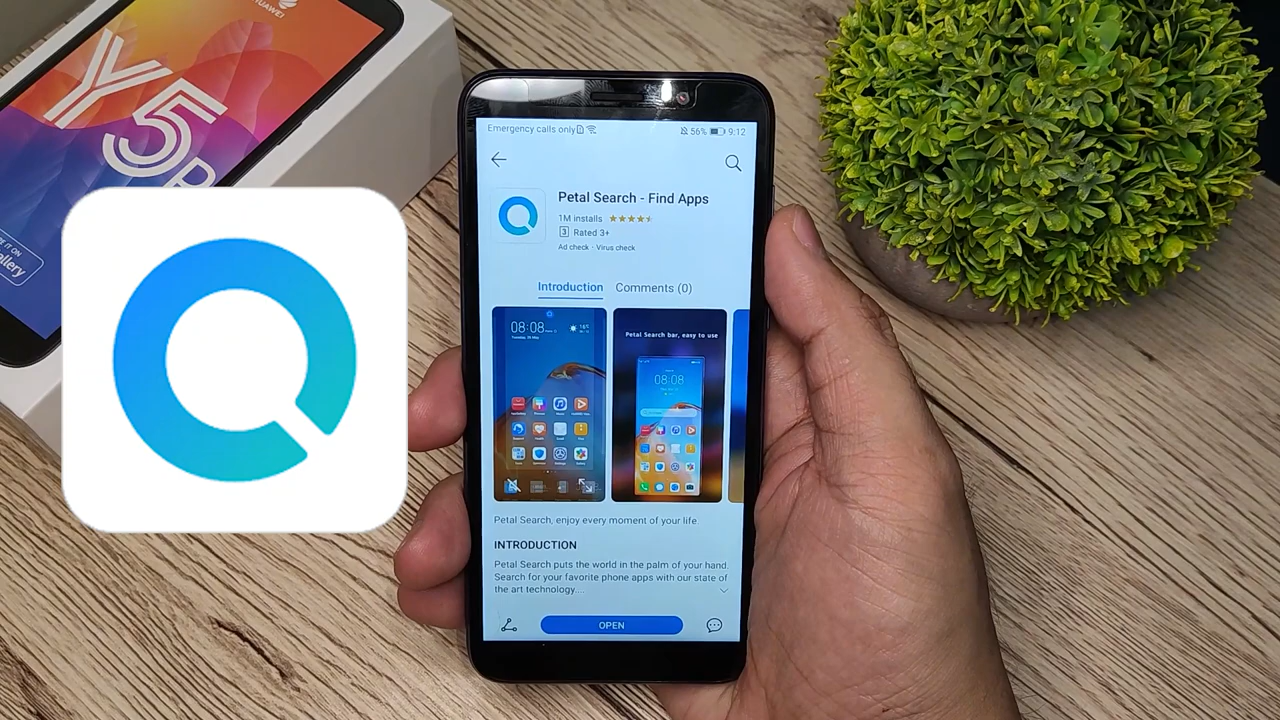 HUAWEI
Y5P
Emergency calls only
56% 9:12
Petal Search - Find Apps
1M installs
3 Rated 3+
Ad check · Virus check
Introduction Comments (0)
08:08
Petal Search bar, easy to use
08:08
Petal Search, enjoy every moment of your life.
INTRODUCTION
Petal Search puts the world in the palm of your hand.
Search for your favorite phone apps with our state of
the art technology....
OPEN